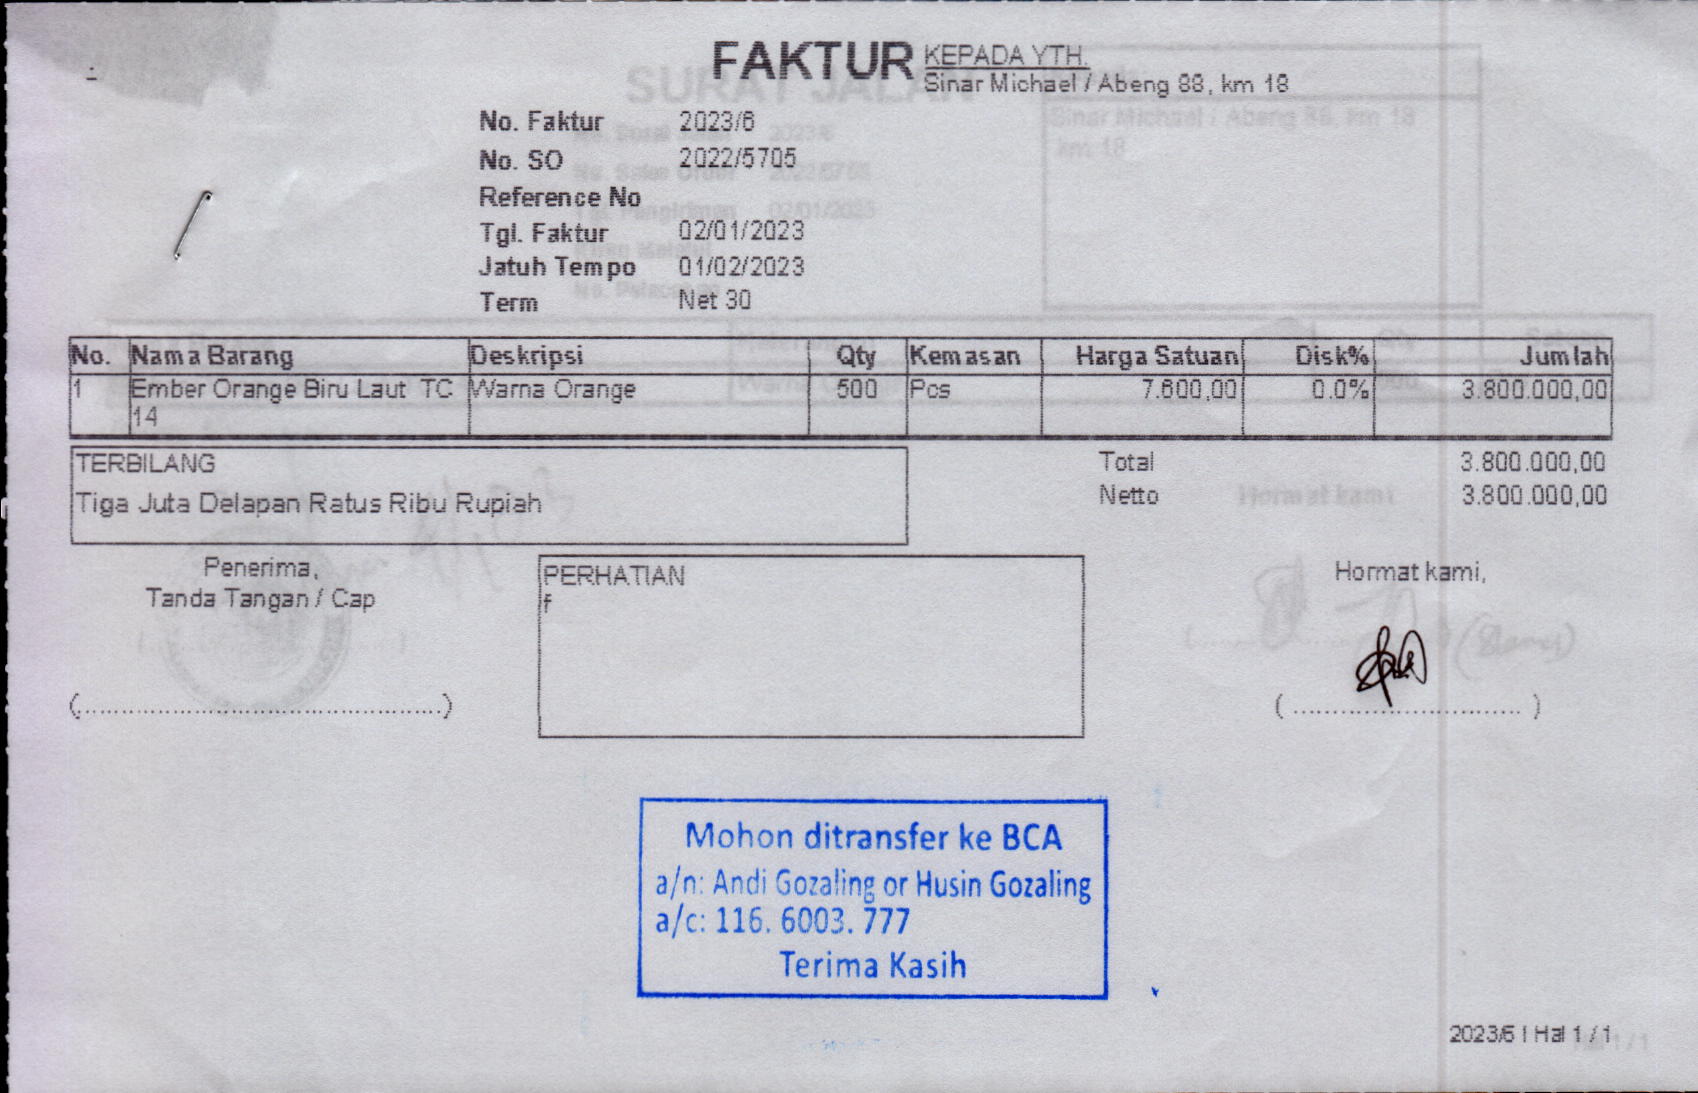 FAKTUR
KEPADA YTH.
Sinar Michael / Abeng 88, km 18
No. Faktur 2023/6
No. SO 2022/5705
Reference No
Tgl. Faktur 02/01/2023
Jatuh Tempo 01/02/2023
Term Net 30
No. Nama Barang Deskripsi Qty Kemasan Harga Satuan Disk% Jumlah
1 Ember Orange Biru Laut TC Warna Orange 500 Pcs 7.600,00 0.0% 3.800.000,00
14
TERBILANG
Tiga Juta Delapan Ratus Ribu Rupiah
Total 3.800.000,00
Netto 3.800.000,00
Penerima,
Tanda Tangan / Cap
(..............................................)
PERHATIAN
f
Hormat kami,
( ............................. )
Mohon ditransfer ke BCA
a/n: Andi Gozaling or Husin Gozaling
a/c: 116. 6003. 777
Terima Kasih
2023/6 | Hal 1 / 1